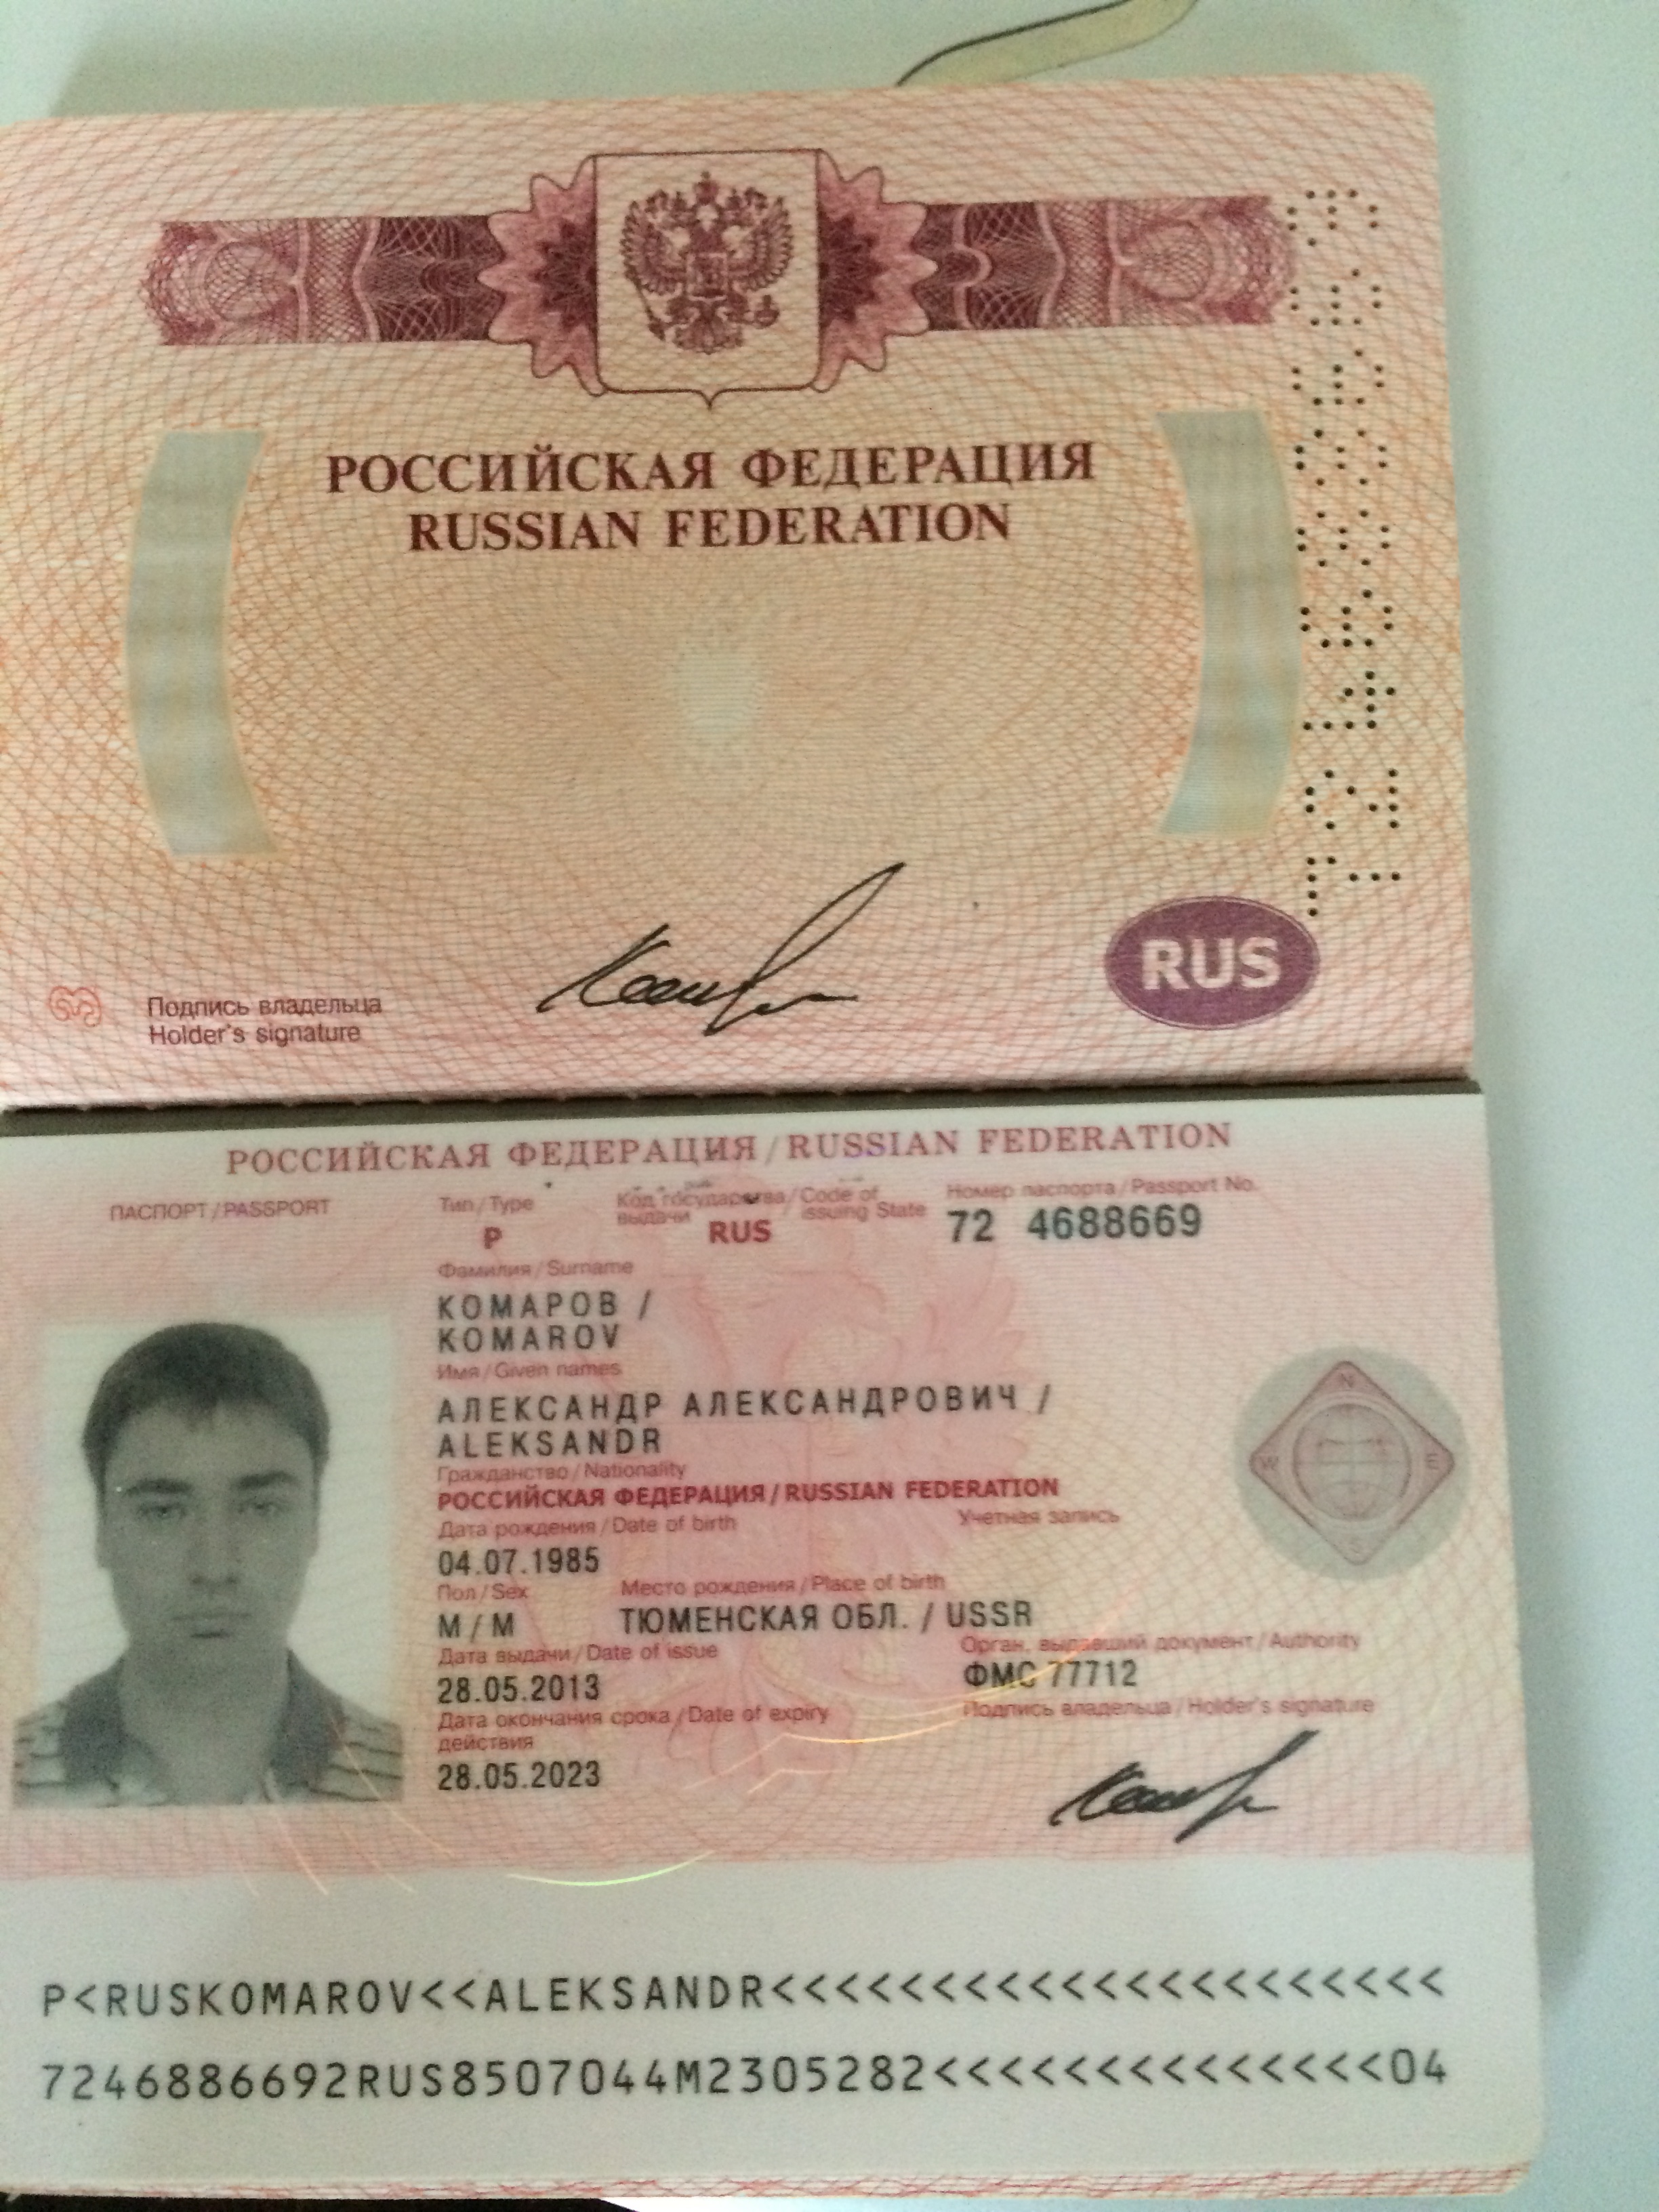 РОССИЙСКАЯ ФЕДЕРАЦИЯ
RUSSIAN FEDERATION
72 4688669
RUS
Подпись владельца
Holder's signature
РОССИЙСКАЯ ФЕДЕРАЦИЯ / RUSSIAN FEDERATION
ПАСПОРТ / PASSPORT
Тип / Type
Код государства / Code of
выдачи issuing State
Номер паспорта / Passport No.
P
RUS
72 4688669
Фамилия / Surname
КОМАРОВ /
KOMAROV
Имя / Given names
АЛЕКСАНДР АЛЕКСАНДРОВИЧ /
ALEKSANDR
Гражданство / Nationality
РОССИЙСКАЯ ФЕДЕРАЦИЯ / RUSSIAN FEDERATION
Дата рождения / Date of birth
Учетная запись
04.07.1985
Пол / Sex
Место рождения / Place of birth
М / M
ТЮМЕНСКАЯ ОБЛ. / USSR
Дата выдачи / Date of issue
Орган, выдавший документ / Authority
28.05.2013
ФМС 77712
Дата окончания срока / Date of expiry
действия
Подпись владельца / Holder's signature
28.05.2023
N
W
E
S
P<RUSKOMAROV<<ALEKSANDR<<<<<<<<<<<<<<<<<<<<<
7246886692RUS8507044M2305282<<<<<<<<<<<<<<04